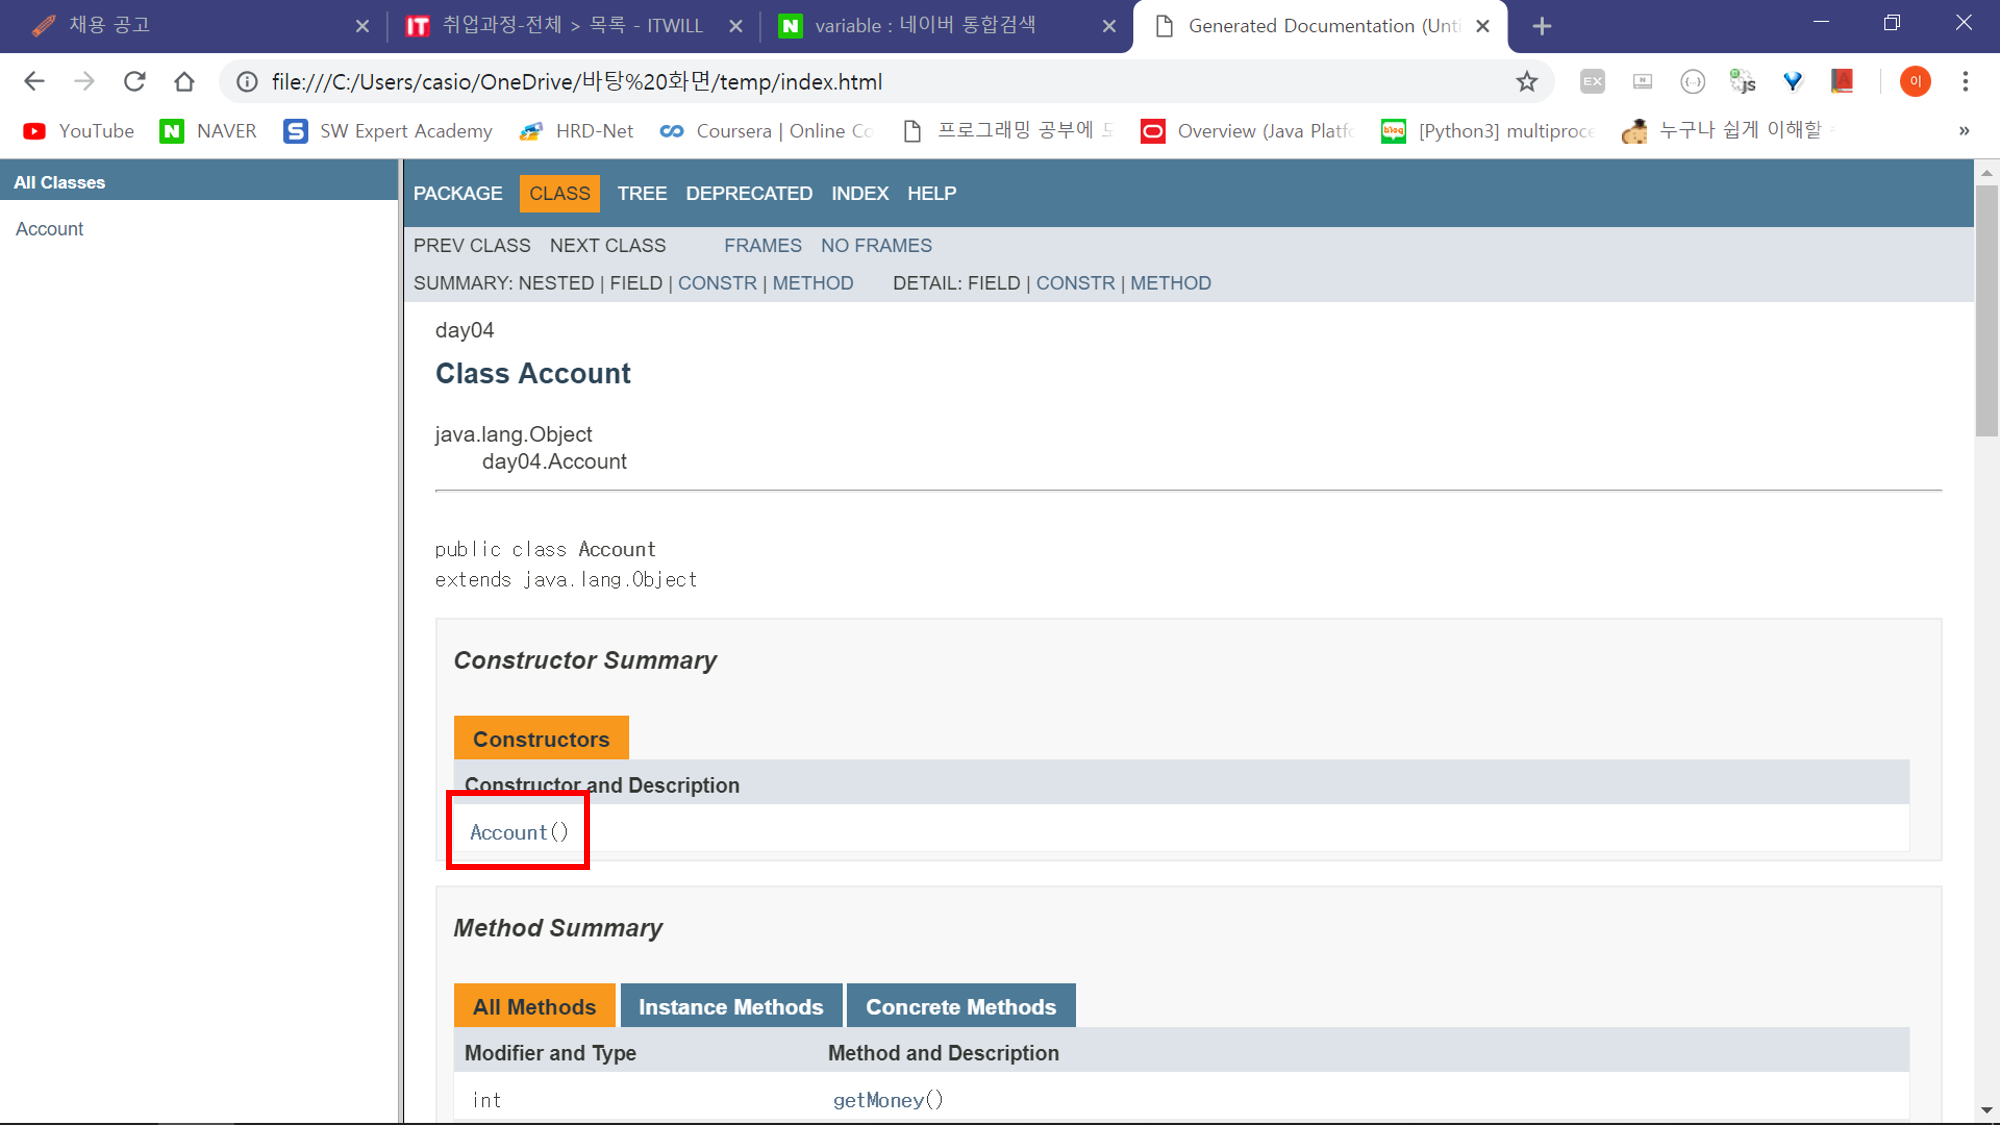 채용 공고
취업과정-전체 > 목록 - ITWILL
variable : 네이버 통합검색
Generated Documentation (Unti
file:///C:/Users/casio/OneDrive/바탕%20화면/temp/index.html
YouTube
NAVER
SW Expert Academy
HRD-Net
Coursera | Online Co
프로그래밍 공부에 도
Overview (Java Platfo
[Python3] multiproce
누구나 쉽게 이해할
All Classes
Account
PACKAGE CLASS TREE DEPRECATED INDEX HELP
PREV CLASS NEXT CLASS FRAMES NO FRAMES
SUMMARY: NESTED | FIELD | CONSTR | METHOD DETAIL: FIELD | CONSTR | METHOD
day04
Class Account
java.lang.Object
day04.Account
public class Account
extends java.lang.Object
Constructor Summary
Constructors
Constructor and Description
Account()
Method Summary
All Methods Instance Methods Concrete Methods
Modifier and Type Method and Description
int getMoney()